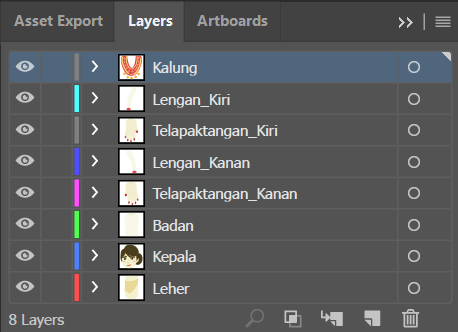 Asset Export Layers Artboards
Kalung
Lengan_Kiri
Telapaktangan_Kiri
Lengan_Kanan
Telapaktangan_Kanan
Badan
Kepala
Leher
8 Layers